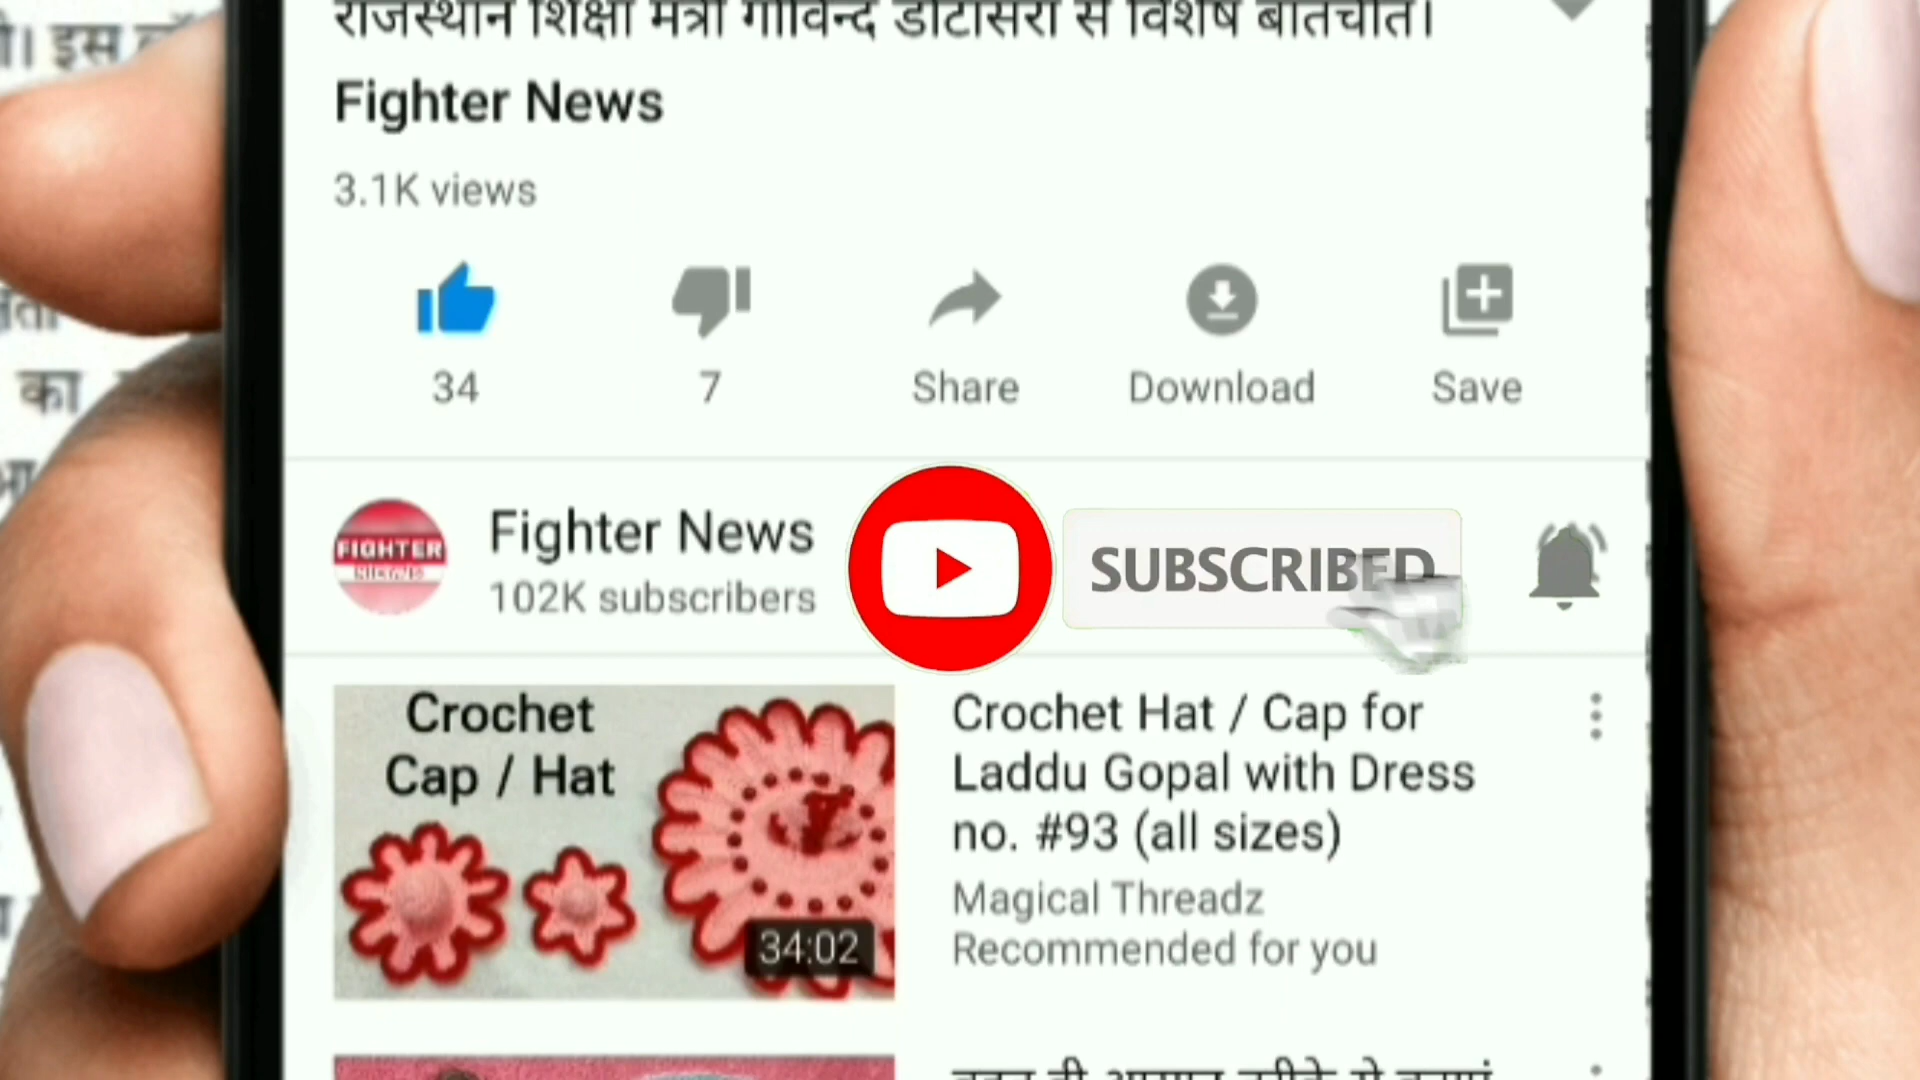 राजस्थान शिक्षा मंत्री गोविन्द डोटासरा से विशेष बातचीत।
Fighter News
3.1K views
34
7
Share
Download
Save
FIGHTER
Fighter News
102K subscribers
SUBSCRIBED
Crochet
Cap / Hat
34:02
Crochet Hat / Cap for
Laddu Gopal with Dress
no. #93 (all sizes)
Magical Threadz
Recommended for you
। इस
का